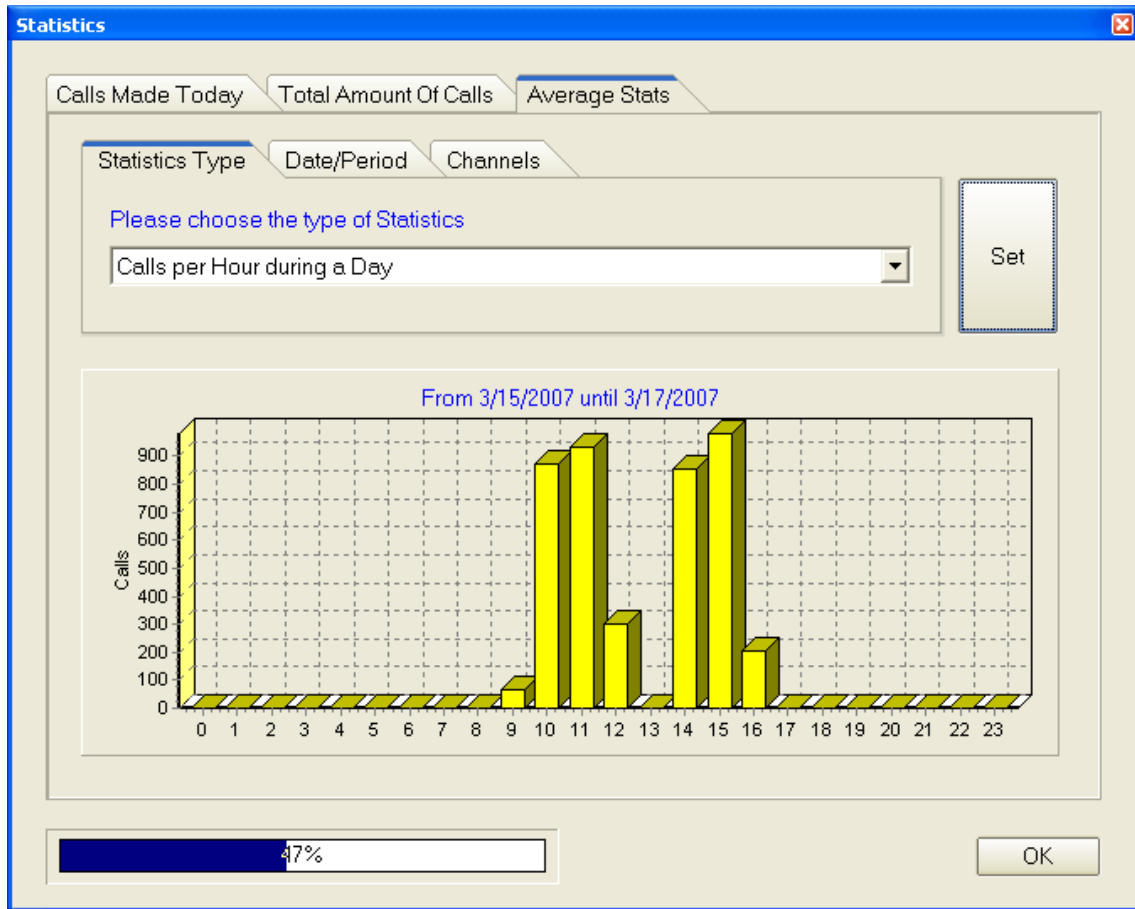 Statistics
Calls Made Today Total Amount Of Calls Average Stats
Statistics Type Date/Period Channels
Please choose the type of Statistics
Calls per Hour during a Day
Set
From 3/15/2007 until 3/17/2007
900
800
700
600
500
400
300
200
100
0
Calls
0 1 2 3 4 5 6 7 8 9 10 11 12 13 14 15 16 17 18 19 20 21 22 23
47%
OK